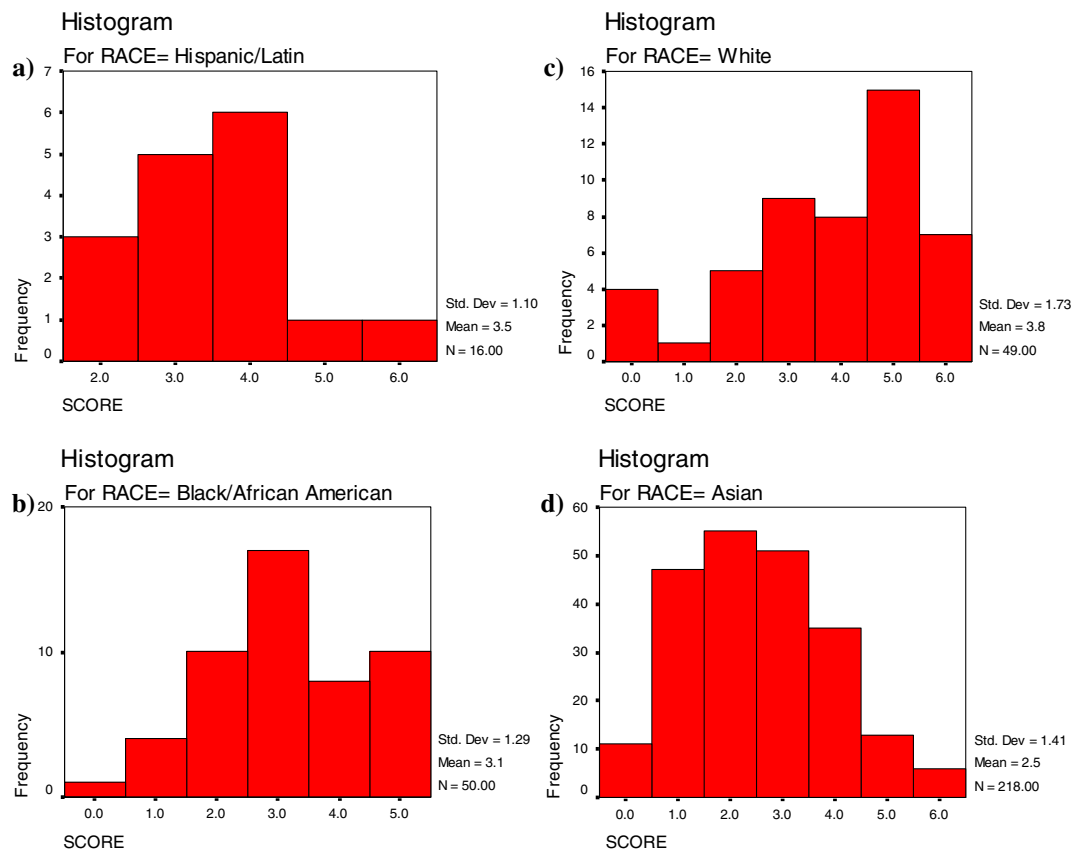 Histogram
For RACE= Hispanic/Latin
a)
7
6
5
4
3
2
1
0
Frequency
2.0 3.0 4.0 5.0 6.0
SCORE
Std. Dev = 1.10
Mean = 3.5
N = 16.00
Histogram
For RACE= White
c)
16
14
12
10
8
6
4
2
0
Frequency
0.0 1.0 2.0 3.0 4.0 5.0 6.0
SCORE
Std. Dev = 1.73
Mean = 3.8
N = 49.00
Histogram
For RACE= Black/African American
b)
20
10
0
Frequency
0.0 1.0 2.0 3.0 4.0 5.0
SCORE
Std. Dev = 1.29
Mean = 3.1
N = 50.00
Histogram
For RACE= Asian
d)
60
50
40
30
20
10
0
Frequency
0.0 1.0 2.0 3.0 4.0 5.0 6.0
SCORE
Std. Dev = 1.41
Mean = 2.5
N = 218.00